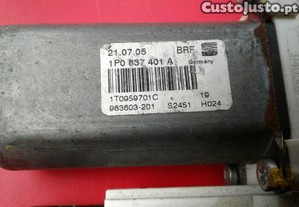 CustoJusto.pt
21.07.05 BRF
1P0 837 401 A Germany
1T0959701C 19
983603-201 S2451 H024